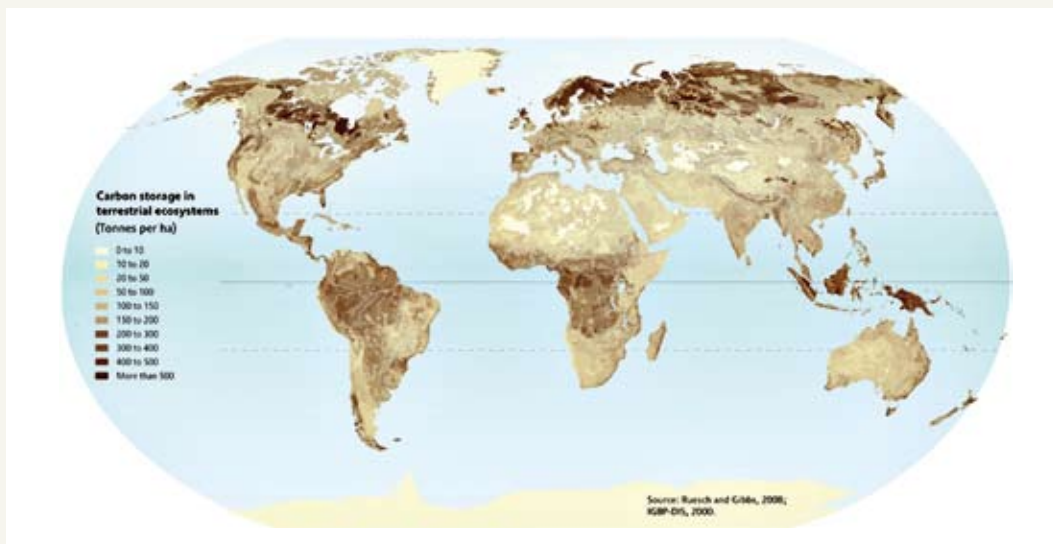 Carbon storage in
terrestrial ecosystems
(Tonnes per ha)
0 to 10
10 to 20
20 to 50
50 to 100
100 to 150
150 to 200
200 to 300
300 to 400
400 to 500
More than 500
Source: Ruesch and Gibbs, 2008;
IGBP-DIS, 2000.